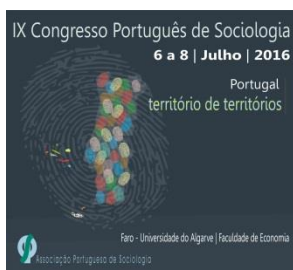 IX Congresso Português de Sociologia
6 a 8 | Julho | 2016
Portugal
território de territórios
Faro - Universidade do Algarve | Faculdade de Economia
Associação Portuguesa de Sociologia